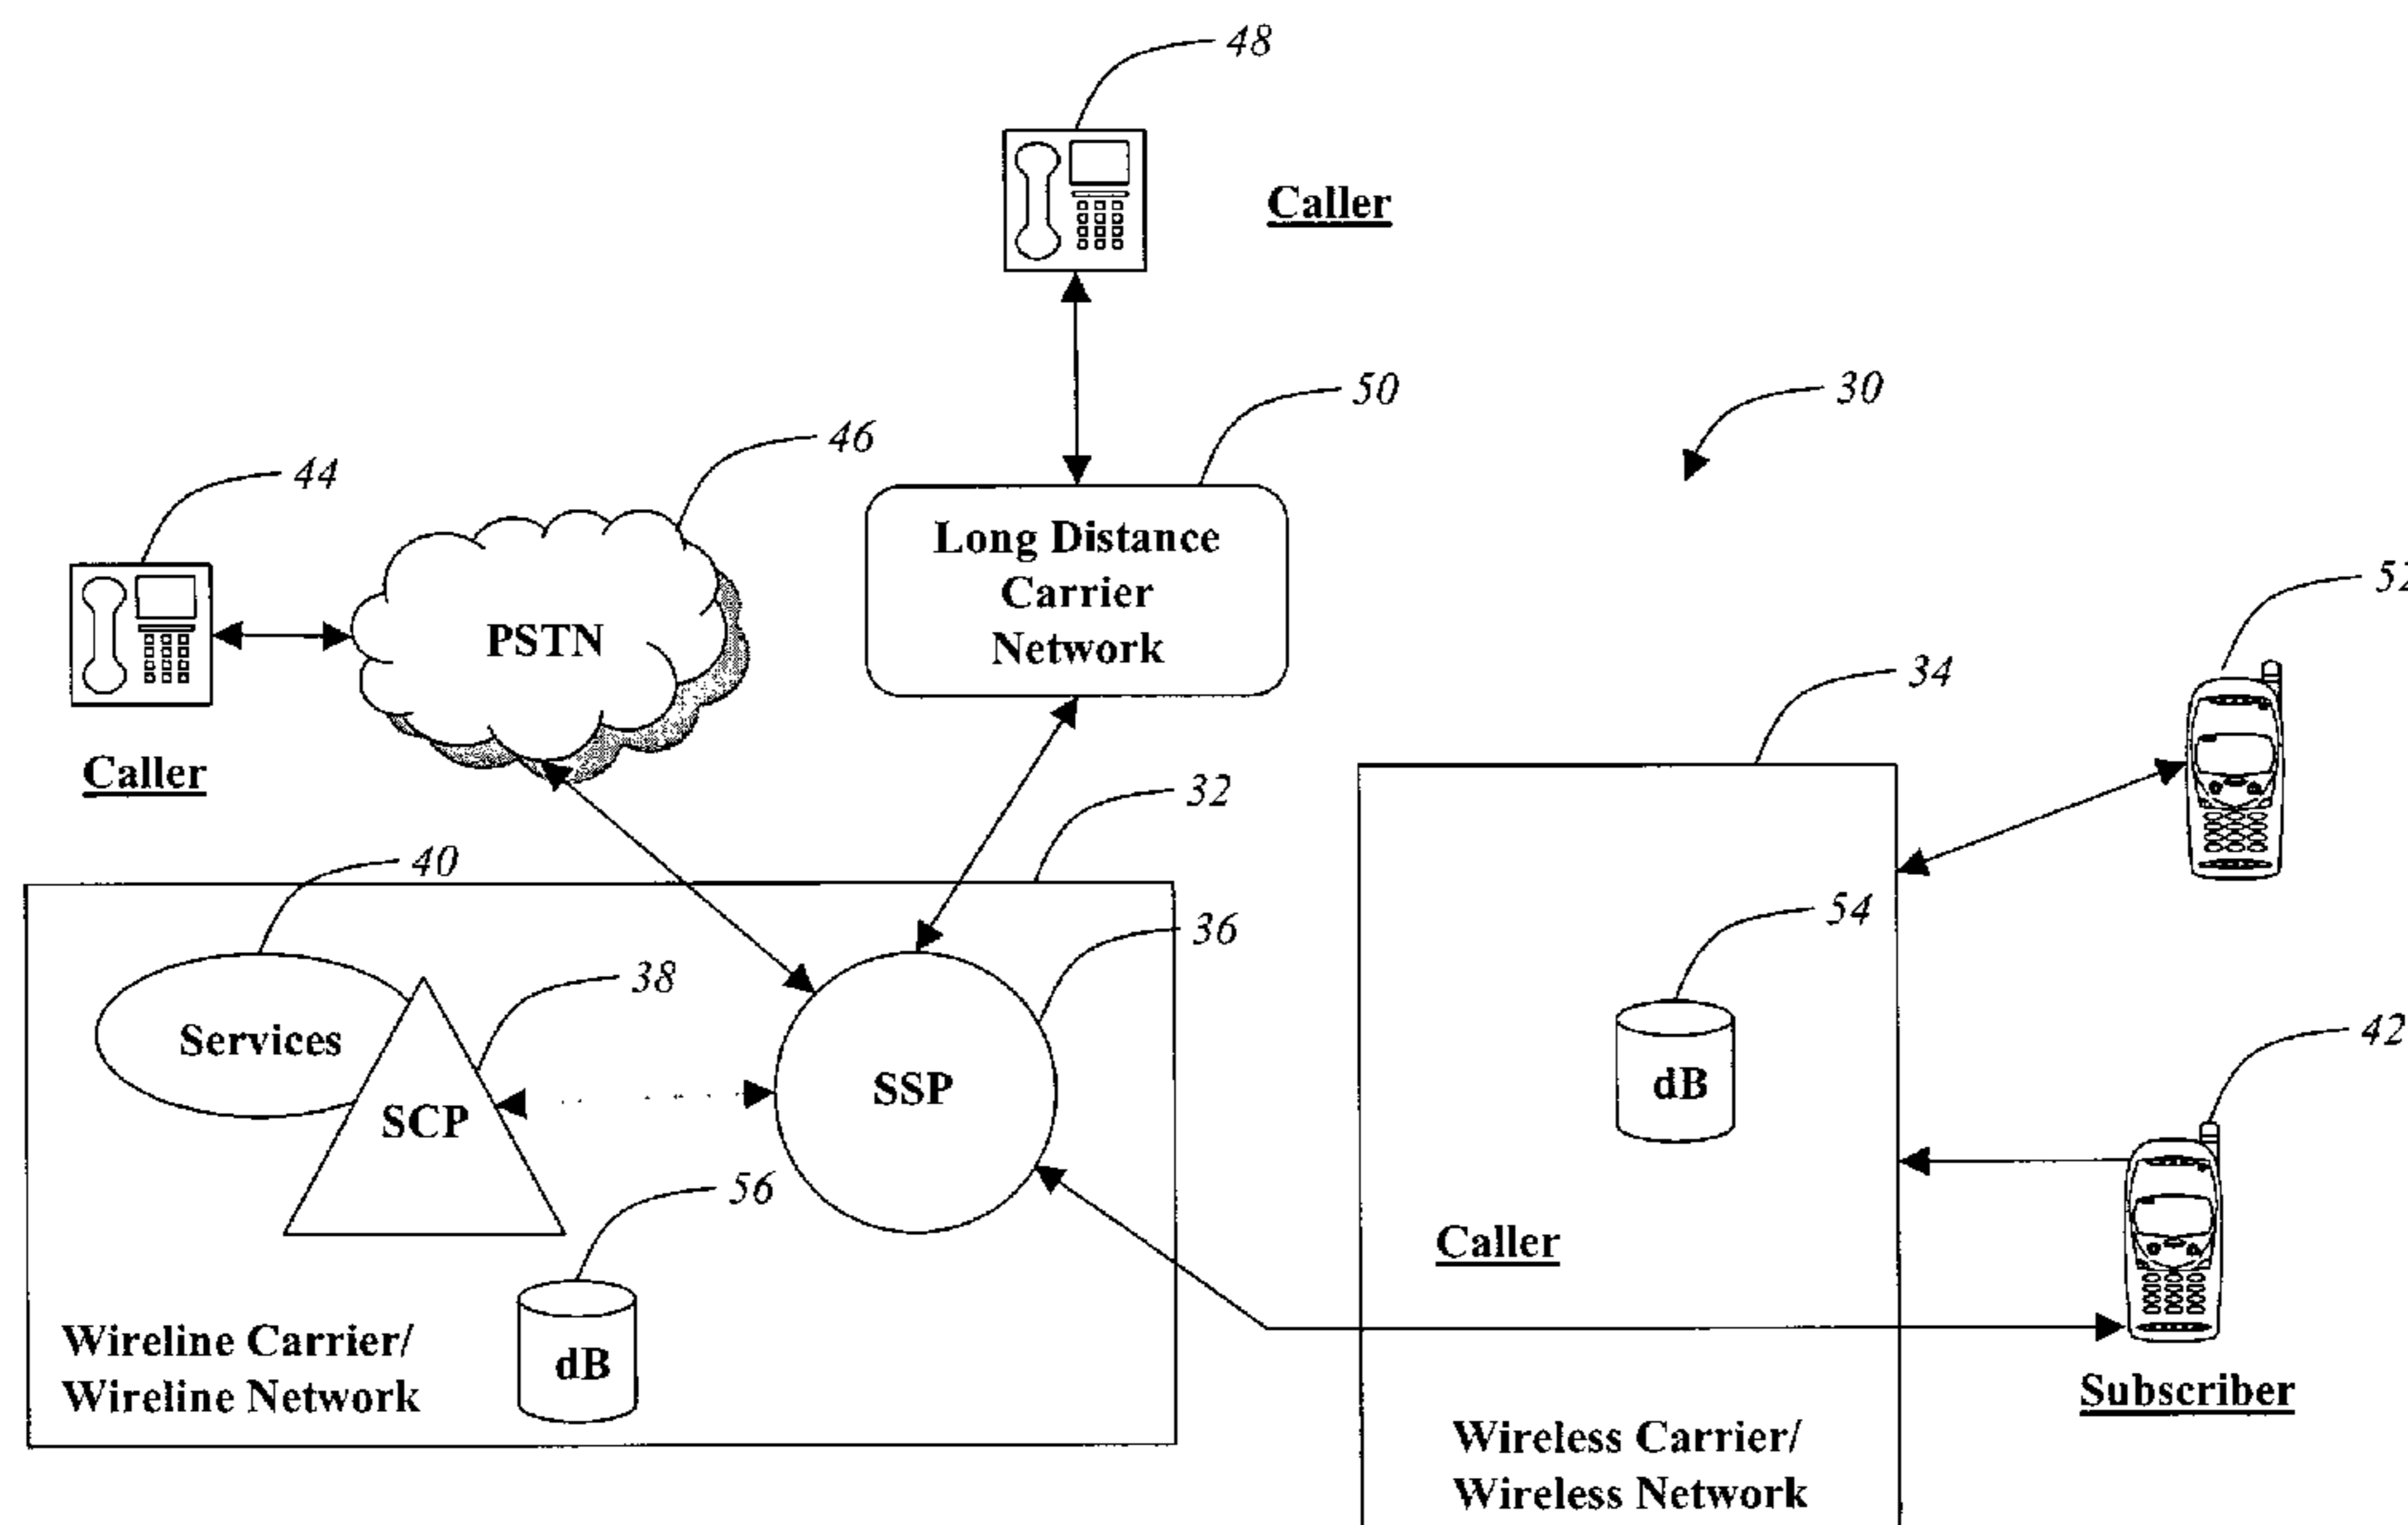 48
Caller
50
30
46
44
Long Distance
Carrier
Network
PSTN
52
34
Caller
32
40
54
36
38
Services
SCP
SSP
dB
42
56
Caller
dB
Wireline Carrier/
Wireline Network
Subscriber
Wireless Carrier/
Wireless Network